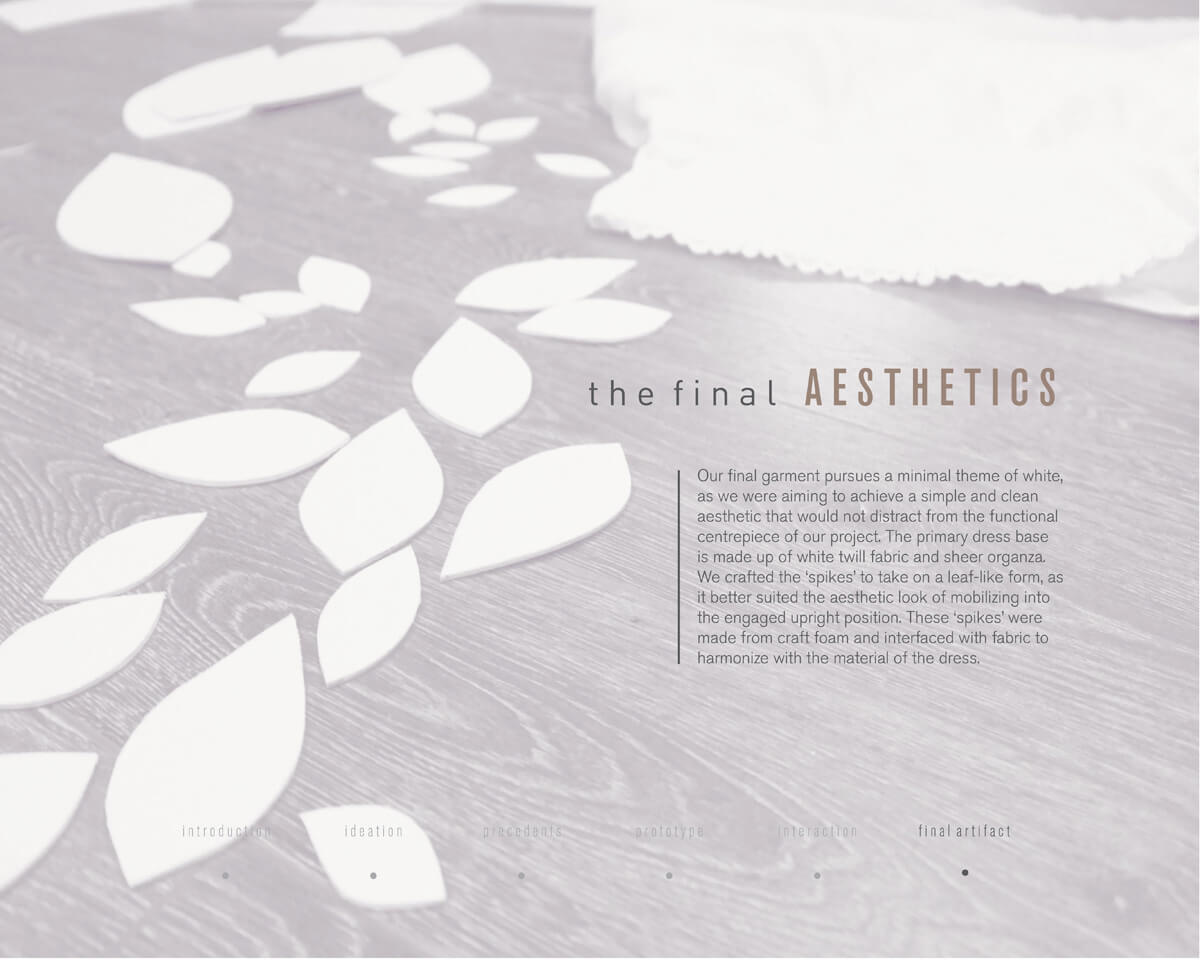 the final AESTHETICS
Our final garment pursues a minimal theme of white,
as we were aiming to achieve a simple and clean
aesthetic that would not distract from the functional
centrepiece of our project. The primary dress base
is made up of white twill fabric and sheer organza.
We crafted the ‘spikes’ to take on a leaf-like form, as
it better suited the aesthetic look of mobilizing into
the engaged upright position. These ‘spikes’ were
made from craft foam and interfaced with fabric to
harmonize with the material of the dress.
introduction ideation precedents prototype interaction final artifact